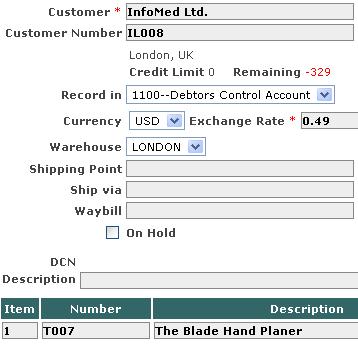 Customer * InfoMed Ltd.
Customer Number IL008
London, UK
Credit Limit 0 Remaining -329
Record in 1100--Debtors Control Account
Currency USD Exchange Rate * 0.49
Warehouse LONDON
Shipping Point
Ship via
Waybill
On Hold
DCN
Description
Item Number Description
1 T007 The Blade Hand Planer